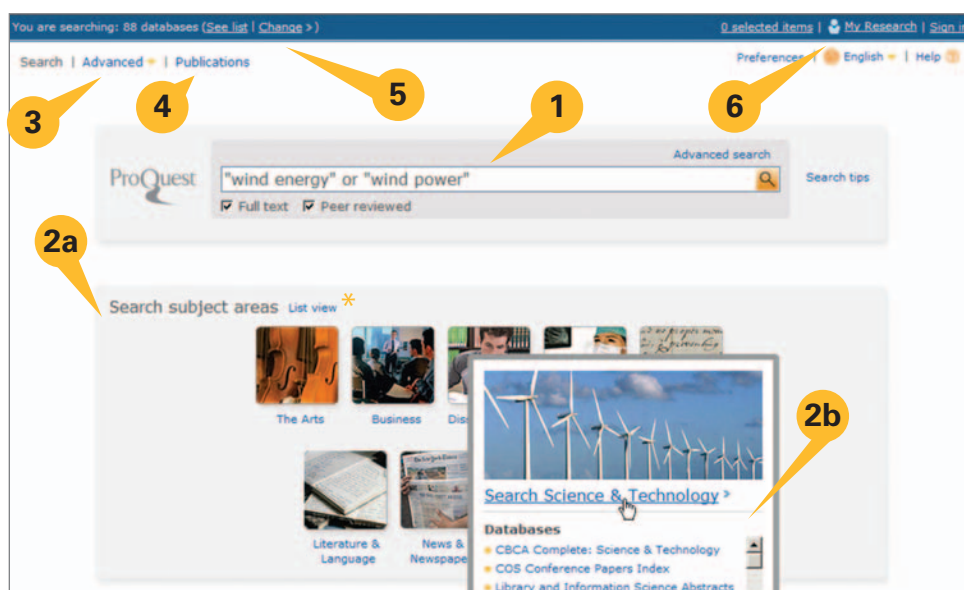 You are searching: 88 databases (See list | Change >)
0 selected items | My Research | Sign in
Search | Advanced | Publications
Preferences | English | Help
3
4
5
1
6
Advanced search
ProQuest
"wind energy" or "wind power"
Search tips
Full text Peer reviewed
2a
Search subject areas List view *
The Arts
Business
Dis
2b
Search Science & Technology >
Databases
CBCA Complete: Science & Technology
COS Conference Papers Index
Library and Information Science Abstracts
Literature &
Language
News &
Newspape